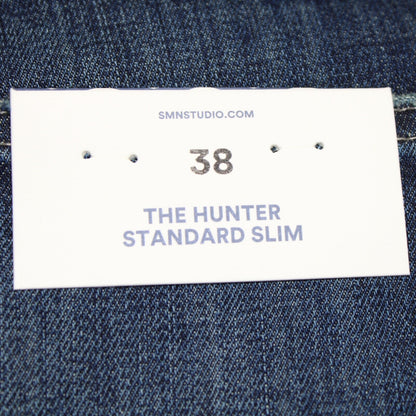 SMNSTUDIO.COM
38
THE HUNTER
STANDARD SLIM